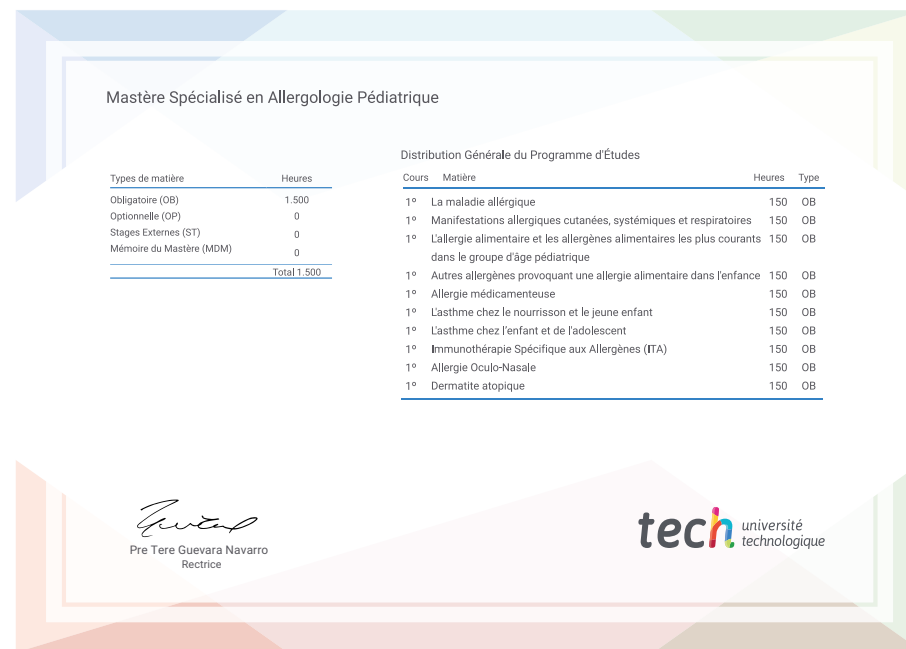 Mastère Spécialisé en Allergologie Pédiatrique
Types de matière Heures
Obligatoire (OB) 1.500
Optionnelle (OP) 0
Stages Externes (ST) 0
Mémoire du Mastère (MDM) 0
Total 1.500
Distribution Générale du Programme d'Études
Cours Matière Heures Type
1º La maladie allérgique 150 OB
1º Manifestations allergiques cutanées, systémiques et respiratoires 150 OB
1º L'allergie alimentaire et les allergènes alimentaires les plus courants 150 OB
dans le groupe d'âge pédiatrique
1º Autres allergènes provoquant une allergie alimentaire dans l'enfance 150 OB
1º Allergie médicamenteuse 150 OB
1º L'asthme chez le nourrisson et le jeune enfant 150 OB
1º L'asthme chez l'enfant et de l'adolescent 150 OB
1º Immunothérapie Spécifique aux Allergènes (ITA) 150 OB
1º Allergie Oculo-Nasale 150 OB
1º Dermatite atopique 150 OB
Pre Tere Guevara Navarro
Rectrice
tech université
technologique